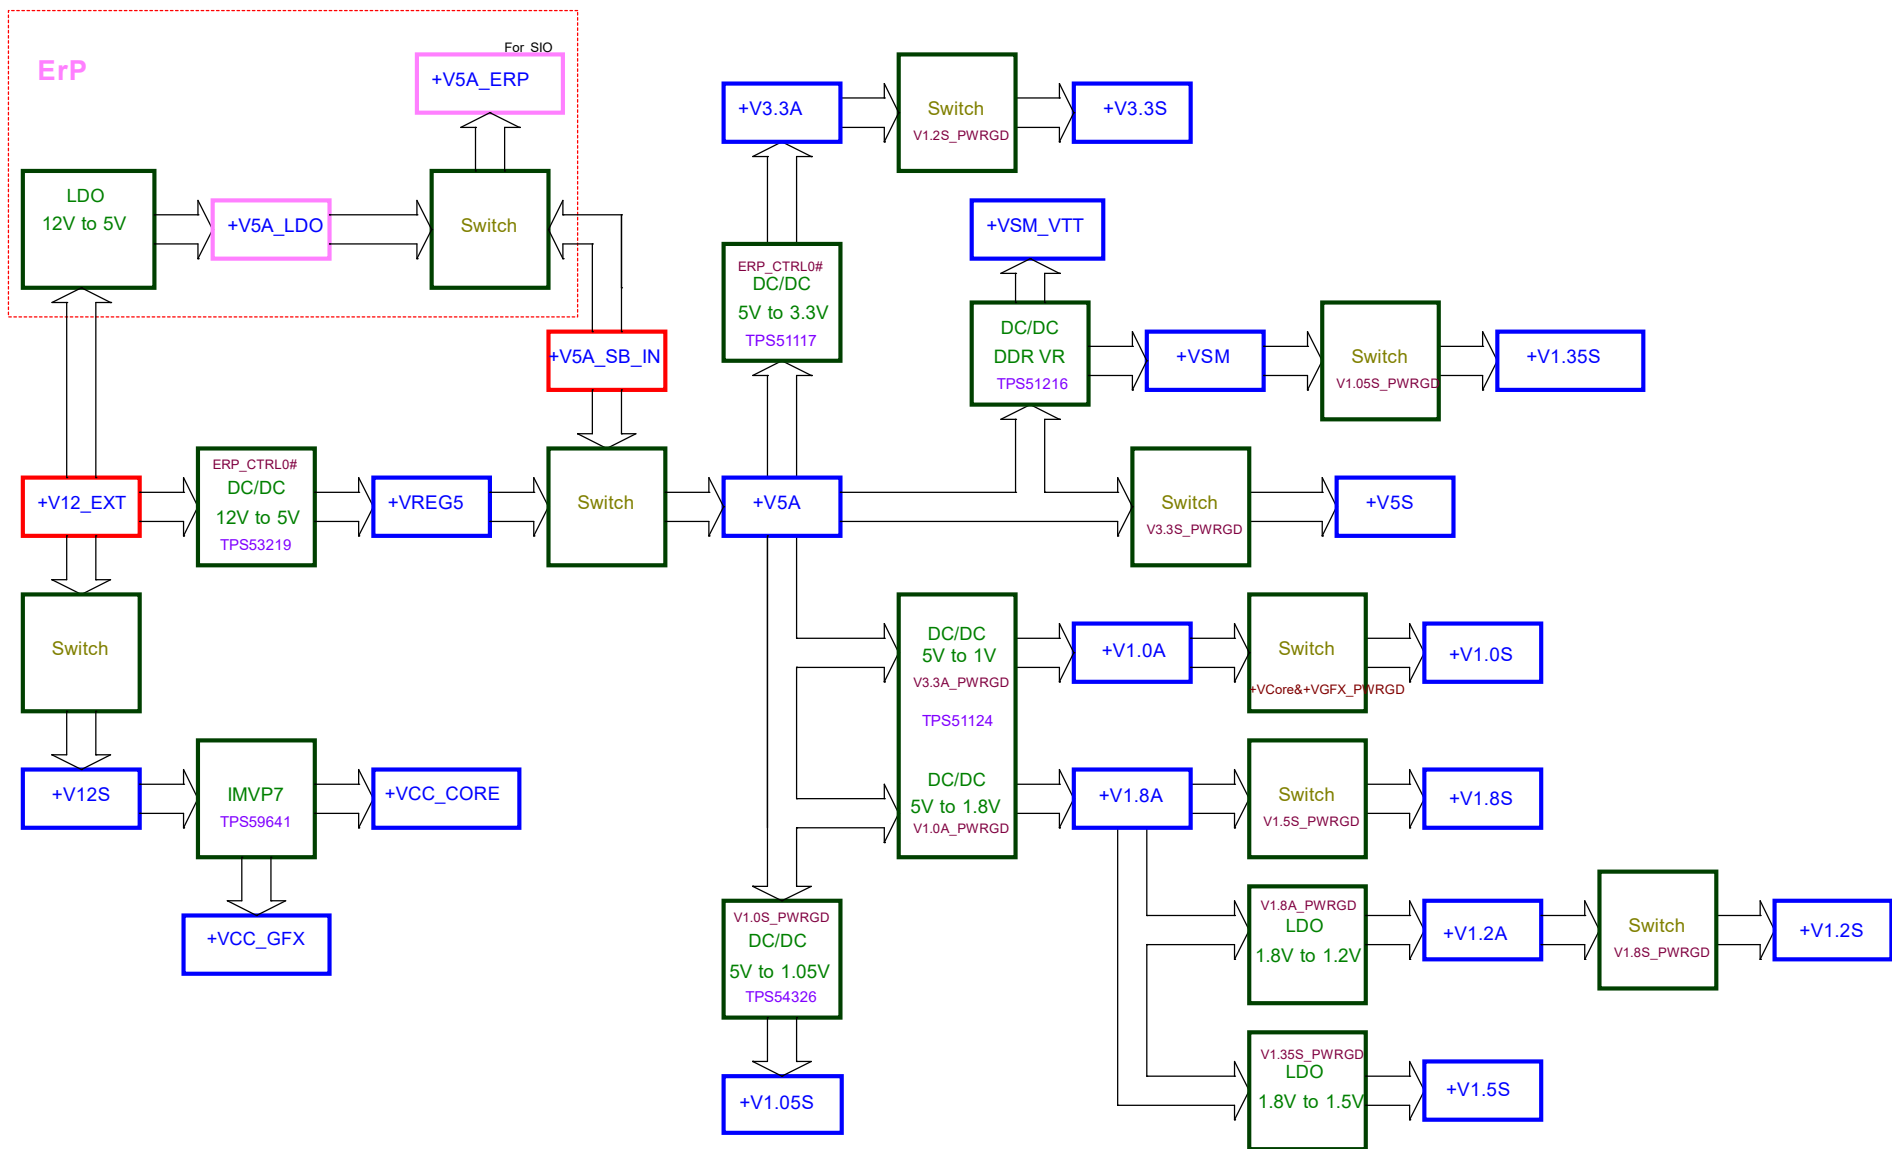 For SIO
ErP
+V5A_ERP
+V3.3A
Switch
V1.2S_PWRGD
+V3.3S
LDO
12V to 5V
+V5A_LDO
Switch
+VSM_VTT
ERP_CTRL0#
DC/DC
5V to 3.3V
TPS51117
+V5A_SB_IN
DC/DC
DDR VR
TPS51216
+VSM
Switch
V1.05S_PWRGD
+V1.35S
+V12_EXT
ERP_CTRL0#
DC/DC
12V to 5V
TPS53219
+VREG5
Switch
+V5A
Switch
V3.3S_PWRGD
+V5S
Switch
DC/DC
5V to 1V
V3.3A_PWRGD
TPS51124
DC/DC
5V to 1.8V
V1.0A_PWRGD
+V1.0A
Switch
+VCore&+VGFX_PWRGD
+V1.0S
+V12S
IMVP7
TPS59641
+VCC_CORE
+V1.8A
Switch
V1.5S_PWRGD
+V1.8S
+VCC_GFX
V1.0S_PWRGD
DC/DC
5V to 1.05V
TPS54326
V1.8A_PWRGD
LDO
1.8V to 1.2V
+V1.2A
Switch
V1.8S_PWRGD
+V1.2S
+V1.05S
V1.35S_PWRGD
LDO
1.8V to 1.5V
+V1.5S